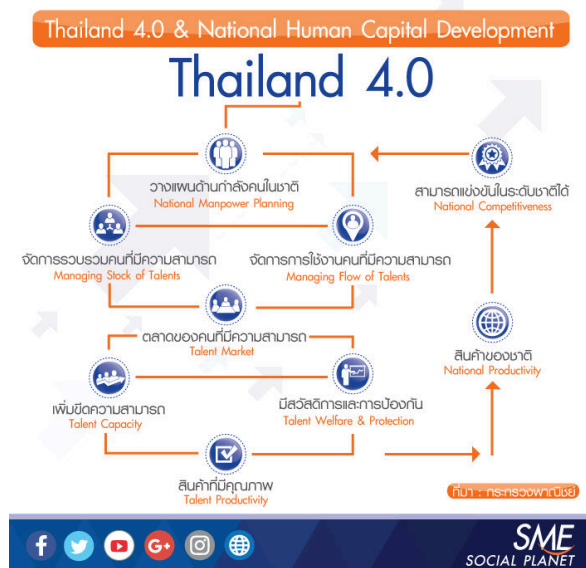 Thailand 4.0 & National Human Capital Development
Thailand 4.0
วางแผนด้านกำลังคนในชาติ
National Manpower Planning
สามารถแข่งขันในระดับชาติได้
National Competitiveness
จัดการรวบรวมคนที่มีความสามารถ
Managing Stock of Talents
จัดการการใช้งานคนที่มีความสามารถ
Managing Flow of Talents
ตลาดของคนที่มีความสามารถ
Talent Market
สินค้าของชาติ
National Productivity
เพิ่มขีดความสามารถ
Talent Capacity
มีสวัสดิการและการป้องกัน
Talent Welfare & Protection
สินค้าที่มีคุณภาพ
Talent Productivity
ที่มา : กระทรวงพาณิชย์
f
G+
SME
SOCIAL PLANET